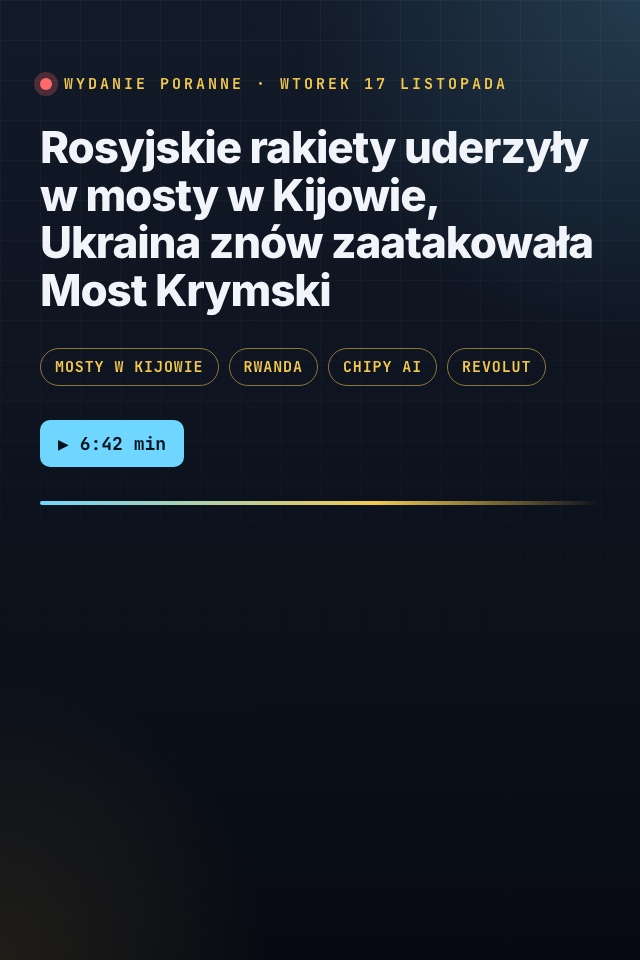 WYDANIE PORANNE · WTOREK 17 LISTOPADA
Rosyjskie rakiety uderzyły
w mosty w Kijowie,
Ukraina znów zaatakowała
Most Krymski
MOSTY W KIJOWIE RWANDA CHIPY AI REVOLUT
▶ 6:42 min